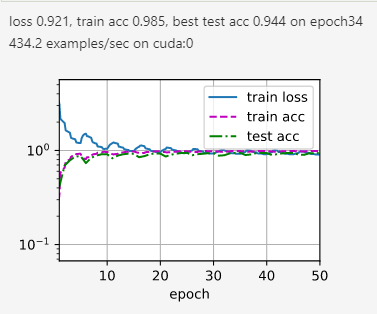 loss 0.921, train acc 0.985, best test acc 0.944 on epoch34
434.2 examples/sec on cuda:0
train loss
train acc
test acc
10⁰
10⁻¹
10 20 30 40 50
epoch